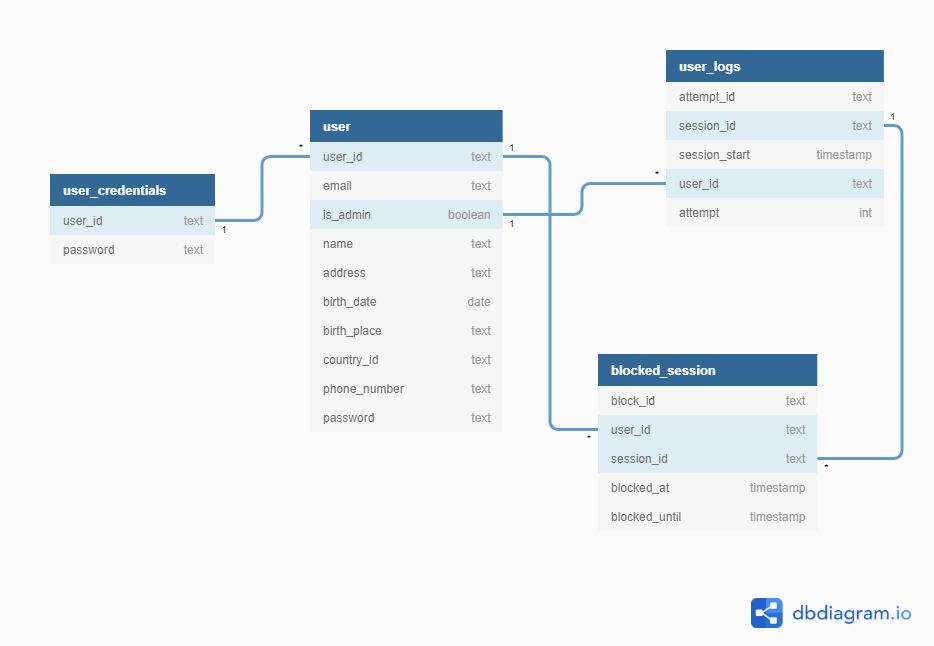 user_credentials
user_id text
password text
1
*
user
user_id text
email text
is_admin boolean
name text
address text
birth_date date
birth_place text
country_id text
phone_number text
password text
1
1
*
user_logs
attempt_id text
session_id text
session_start timestamp
user_id text
attempt int
1
*
blocked_session
block_id text
user_id text
session_id text
blocked_at timestamp
blocked_until timestamp
*
dbdiagram.io